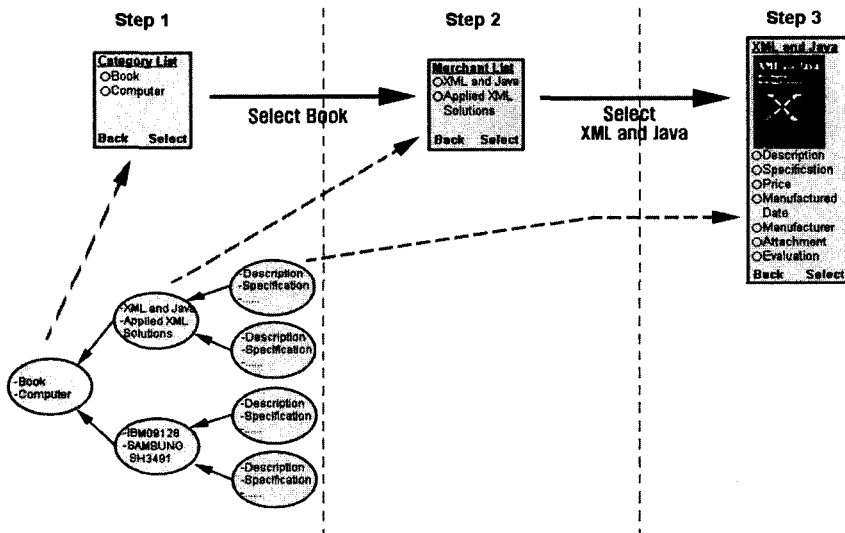 Step 1
Step 2
Step 3
Category List
Book
Computer
Back Select
Select Book
Merchant List
XML and Java
Applied XML
Solutions
Back Select
Select
XML and Java
XML and Java
Description
Specification
Price
Manufactured
Date
Manufacturer
Attachment
Evaluation
Back Select
-Book
-Computer
-XML and Java
-Applied XML
Solutions
-IBM09128
-SAMSUNG
SH3491
-Description
-Specification
-.....
-Description
-Specification
-.....
-Description
-Specification
-.....
-Description
-Specification
-.....